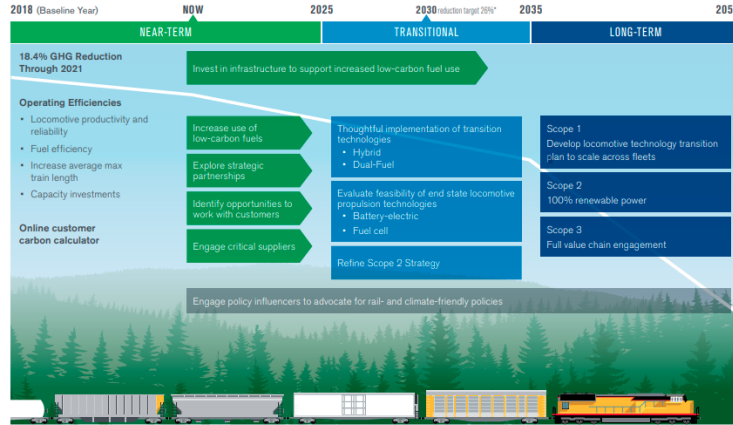 2018 (Baseline Year) NOW 2025 2030 reduction target 26%* 2035 205
NEAR-TERM TRANSITIONAL LONG-TERM
18.4% GHG Reduction
Through 2021
Operating Efficiencies
• Locomotive productivity and
reliability
• Fuel efficiency
• Increase average max
train length
• Capacity investments
Online customer
carbon calculator
Invest in infrastructure to support increased low-carbon fuel use
Increase use of
low-carbon fuels
Explore strategic
partnerships
Identify opportunities to
work with customers
Engage critical suppliers
Thoughtful implementation of transition
technologies
• Hybrid
• Dual-Fuel
Evaluate feasibility of end state locomotive
propulsion technologies
• Battery-electric
• Fuel cell
Refine Scope 2 Strategy
Scope 1
Develop locomotive technology transition
plan to scale across fleets
Scope 2
100% renewable power
Scope 3
Full value chain engagement
Engage policy influencers to advocate for rail- and climate-friendly policies